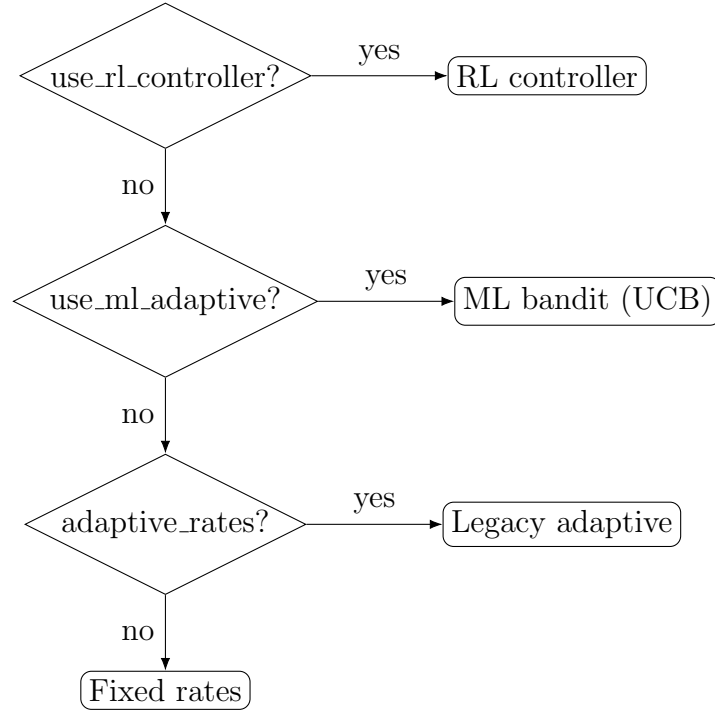 use_rl_controller?
yes
RL controller
no
use_ml_adaptive?
yes
ML bandit (UCB)
no
adaptive_rates?
yes
Legacy adaptive
no
Fixed rates